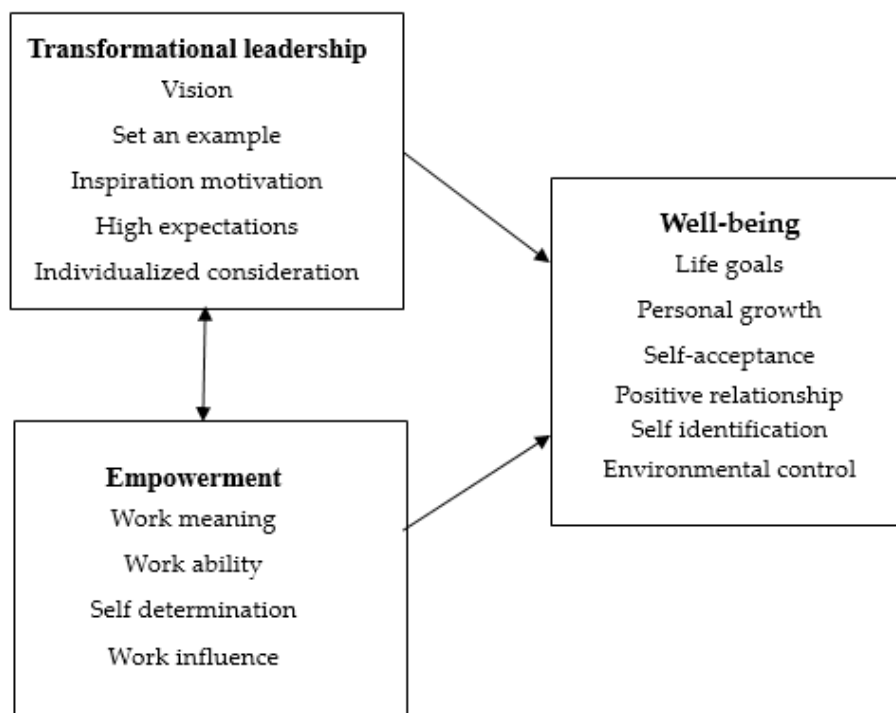 Transformational leadership
Vision
Set an example
Inspiration motivation
High expectations
Individualized consideration
Empowerment
Work meaning
Work ability
Self determination
Work influence
Well-being
Life goals
Personal growth
Self-acceptance
Positive relationship
Self identification
Environmental control